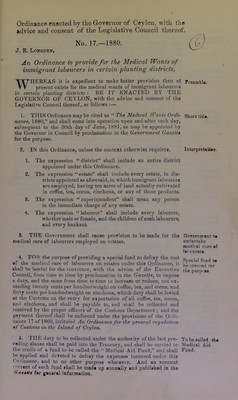 Ordinance enacted by the Governor of Ceylon, with the
advice and consent of the Legislative Council thereof.
No. 17.—1880.
6
J. R. LONGDEN.
An Ordinance to provide for the Medical Wants of
immigrant labourers in certain planting districts.
WHEREAS it is expedient to make better provision than at
present exists for the medical wants of immigrant labourers
in certain planting districts: BE IT ENACTED BY THE
GOVERNOR OF CEYLON, with the advice and consent of the
Legislative Council thereof, as follows :—
Preamble.
1. THIS Ordinance may be cited as "The Medical Wants Ordi-
nance, 1880," and shall come into operation upon and after such day,
subsequent to the 30th day of June, 1881, as may be appointed by
the Governor in Council by proclamation in the Government Gazette
for the purpose.
Short title.
2. IN this Ordinance, unless the context otherwise requires.
Interpretation.
1. The expression "district" shall include an entire district
appointed under this Ordinance.
2. The expression "estate" shall include every estate, in dis-
tricts appointed as aforesaid, in which immigrant labourers
are employed, having ten acres of land actually cultivated
in coffee, tea, cocoa, cinchona, or any of those products.
3. The expression "superintendent" shall mean any person
in the immediate charge of any estate.
4. The expression "labourer" shall include every labourer,
whether male or female, and the children of such labourers,
and every kankani.
3. THE Government shall cause provision to be made for the
medical care of labourers employed on estates.
Government to
undertake
medical care of
labourers.
4. FOR the purpose of providing a special fund to defray the cost
of the medical care of labourers on estates under this Ordinance, it
shall be lawful for the Governor, with the advice of the Executive
Council, from time to time by proclamation in the Gazette, to impose
a duty, and the same from time to time to increase or reduce, not ex-
ceeding twenty cents per hundredweight on coffee, tea, and cocoa, and
forty cents per hundredweight on cinchona, which duty shall be levied
at the Customs on the entry for exportation of all coffee, tea, cocoa,
and cinchona, and shall be payable to, and shall be collected and
received by the proper officers of the Customs Department; and the
payment thereof shall be enforced under the provisions of the Ordi-
nance 17 of 1869, intituled An Ordinance for the general regulation
of Customs in the Island of Ceylon.
Special fund to
be created for
the purpose.
5. THE duty to be collected under the authority of the last pre-
ceding clause shall be paid into the Treasury, and shall be carried to
the credit of a fund to be called the "Medical Aid Fund," and shall
be applied and devoted to defray the expenses incurred under this
Ordinance, and to no other purpose whatever. And an account
current of such fund shall be made up annually and published in the
Gazette for general information.
To be called the
Medical Aid
Fund.